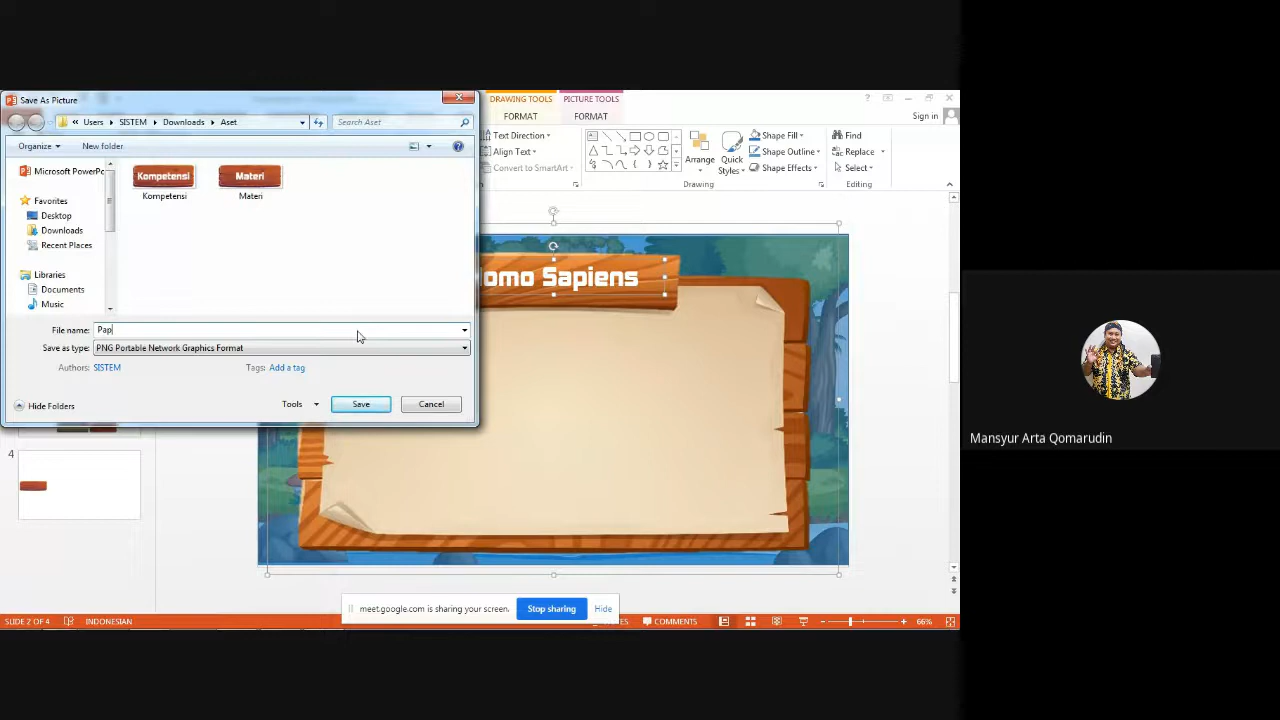 Save As Picture
« Users ▸ SISTEM ▸ Downloads ▸ Aset
Search Aset
Organize
New folder
Microsoft PowerPo
Favorites
Desktop
Downloads
Recent Places
Libraries
Documents
Music
Kompetensi
Materi
Kompetensi
Materi
File name: Pap
Save as type: PNG Portable Network Graphics Format
Authors: SISTEM
Tags: Add a tag
Hide Folders
Tools
Save
Cancel
DRAWING TOOLS
PICTURE TOOLS
FORMAT
FORMAT
Sign in
Text Direction
Align Text
Convert to SmartArt
Arrange
Quick
Styles
Shape Fill
Shape Outline
Shape Effects
Drawing
Find
Replace
Select
Editing
omo Sapiens
4
meet.google.com is sharing your screen.
Stop sharing
Hide
SLIDE 2 OF 4
INDONESIAN
COMMENTS
66%
Mansyur Arta Qomarudin